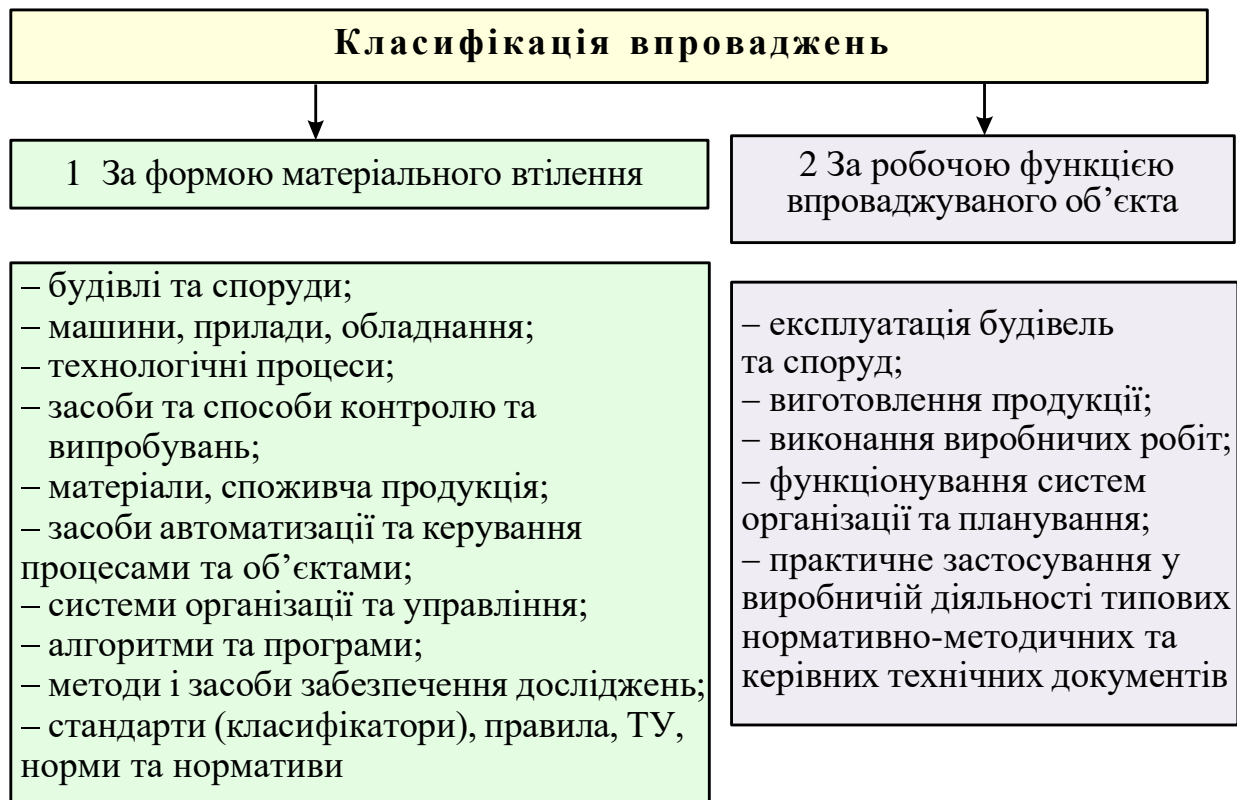 Класифікація впроваджень
1 За формою матеріального втілення
– будівлі та споруди;
– машини, прилади, обладнання;
– технологічні процеси;
– засоби та способи контролю та
випробувань;
– матеріали, споживча продукція;
– засоби автоматизації та керування
процесами та об’єктами;
– системи організації та управління;
– алгоритми та програми;
– методи і засоби забезпечення досліджень;
– стандарти (класифікатори), правила, ТУ,
норми та нормативи
2 За робочою функцією
впроваджуваного об’єкта
– експлуатація будівель
та споруд;
– виготовлення продукції;
– виконання виробничих робіт;
– функціонування систем
організації та планування;
– практичне застосування у
виробничій діяльності типових
нормативно-методичних та
керівних технічних документів